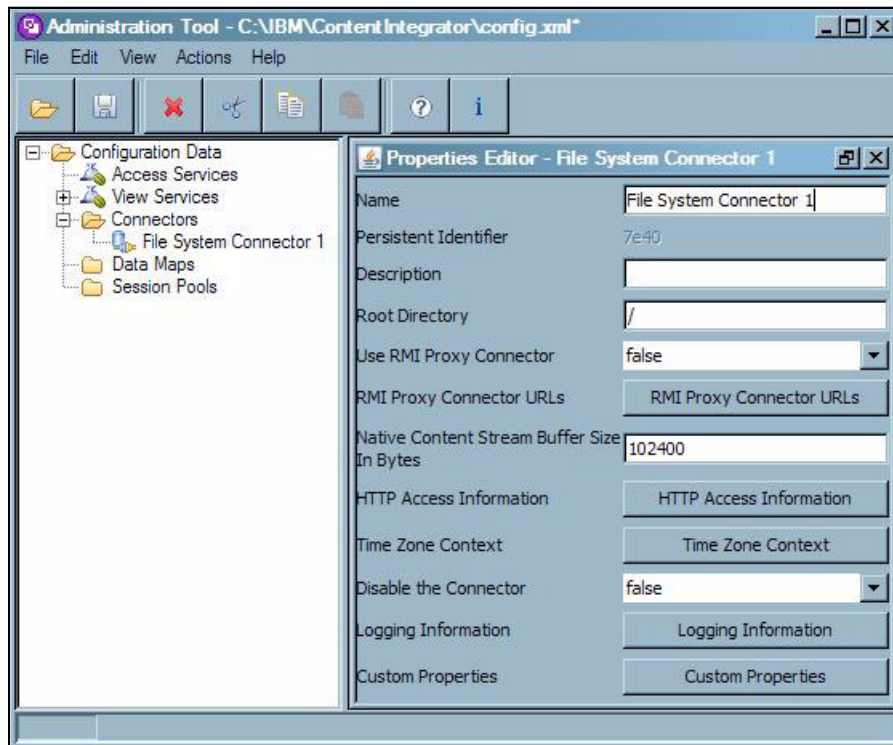 Administration Tool - C:\IBM\ContentIntegrator\config.xml*
File Edit View Actions Help
Configuration Data
Access Services
View Services
Connectors
File System Connector 1
Data Maps
Session Pools
Properties Editor - File System Connector 1
Name File System Connector 1
Persistent Identifier 7e40
Description
Root Directory /
Use RMI Proxy Connector false
RMI Proxy Connector URLs RMI Proxy Connector URLs
Native Content Stream Buffer Size
In Bytes 102400
HTTP Access Information HTTP Access Information
Time Zone Context Time Zone Context
Disable the Connector false
Logging Information Logging Information
Custom Properties Custom Properties